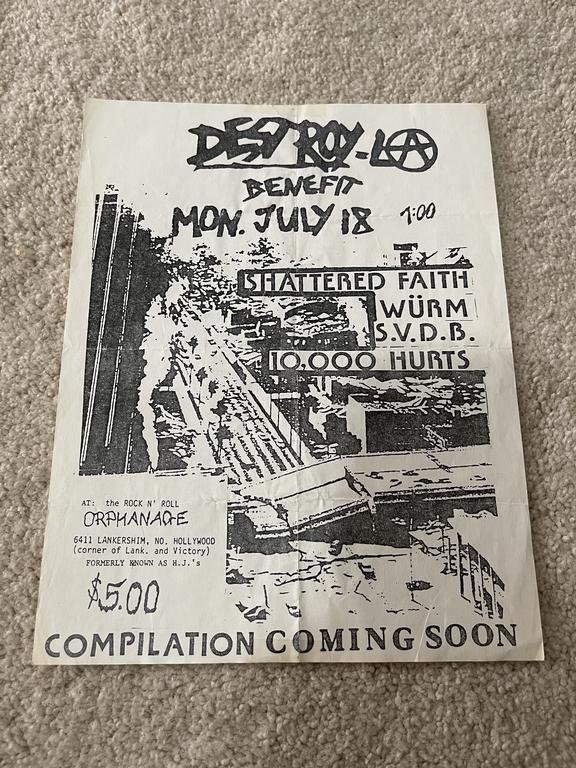 DESTROY-LA
BENEFIT
MON. JULY 18 7:00
SHATTERED FAITH
WÜRM
S.V.D.B.
10,000 HURTS
AT: the ROCK N' ROLL
ORPHANAGE
6411 LANKERSHIM, NO. HOLLYWOOD
(corner of Lank. and Victory)
FORMERLY KNOWN AS H.J.'s
$5.00
COMPILATION COMING SOON